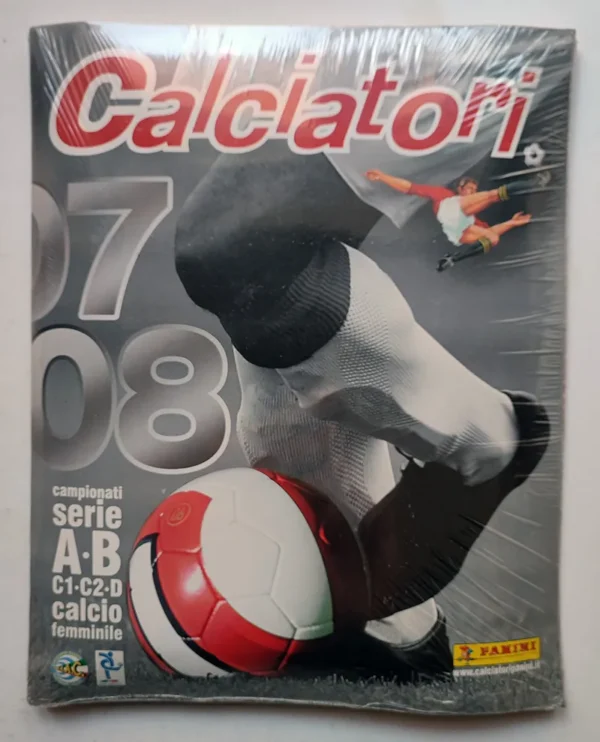 Calciatori
07
08
campionati
serie
A·B
C1·C2·D
calcio
femminile
PANINI
www.calciatoripanini.it